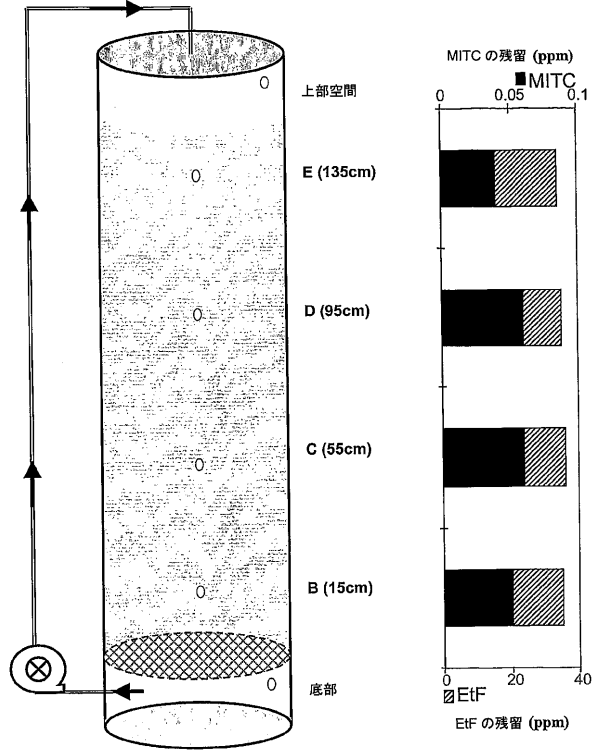 MITC の残留 (ppm)
MITC
0 0.05 0.1
上部空間
E (135cm)
D (95cm)
C (55cm)
B (15cm)
底部
0 20 40
EtF
EtF の残留 (ppm)